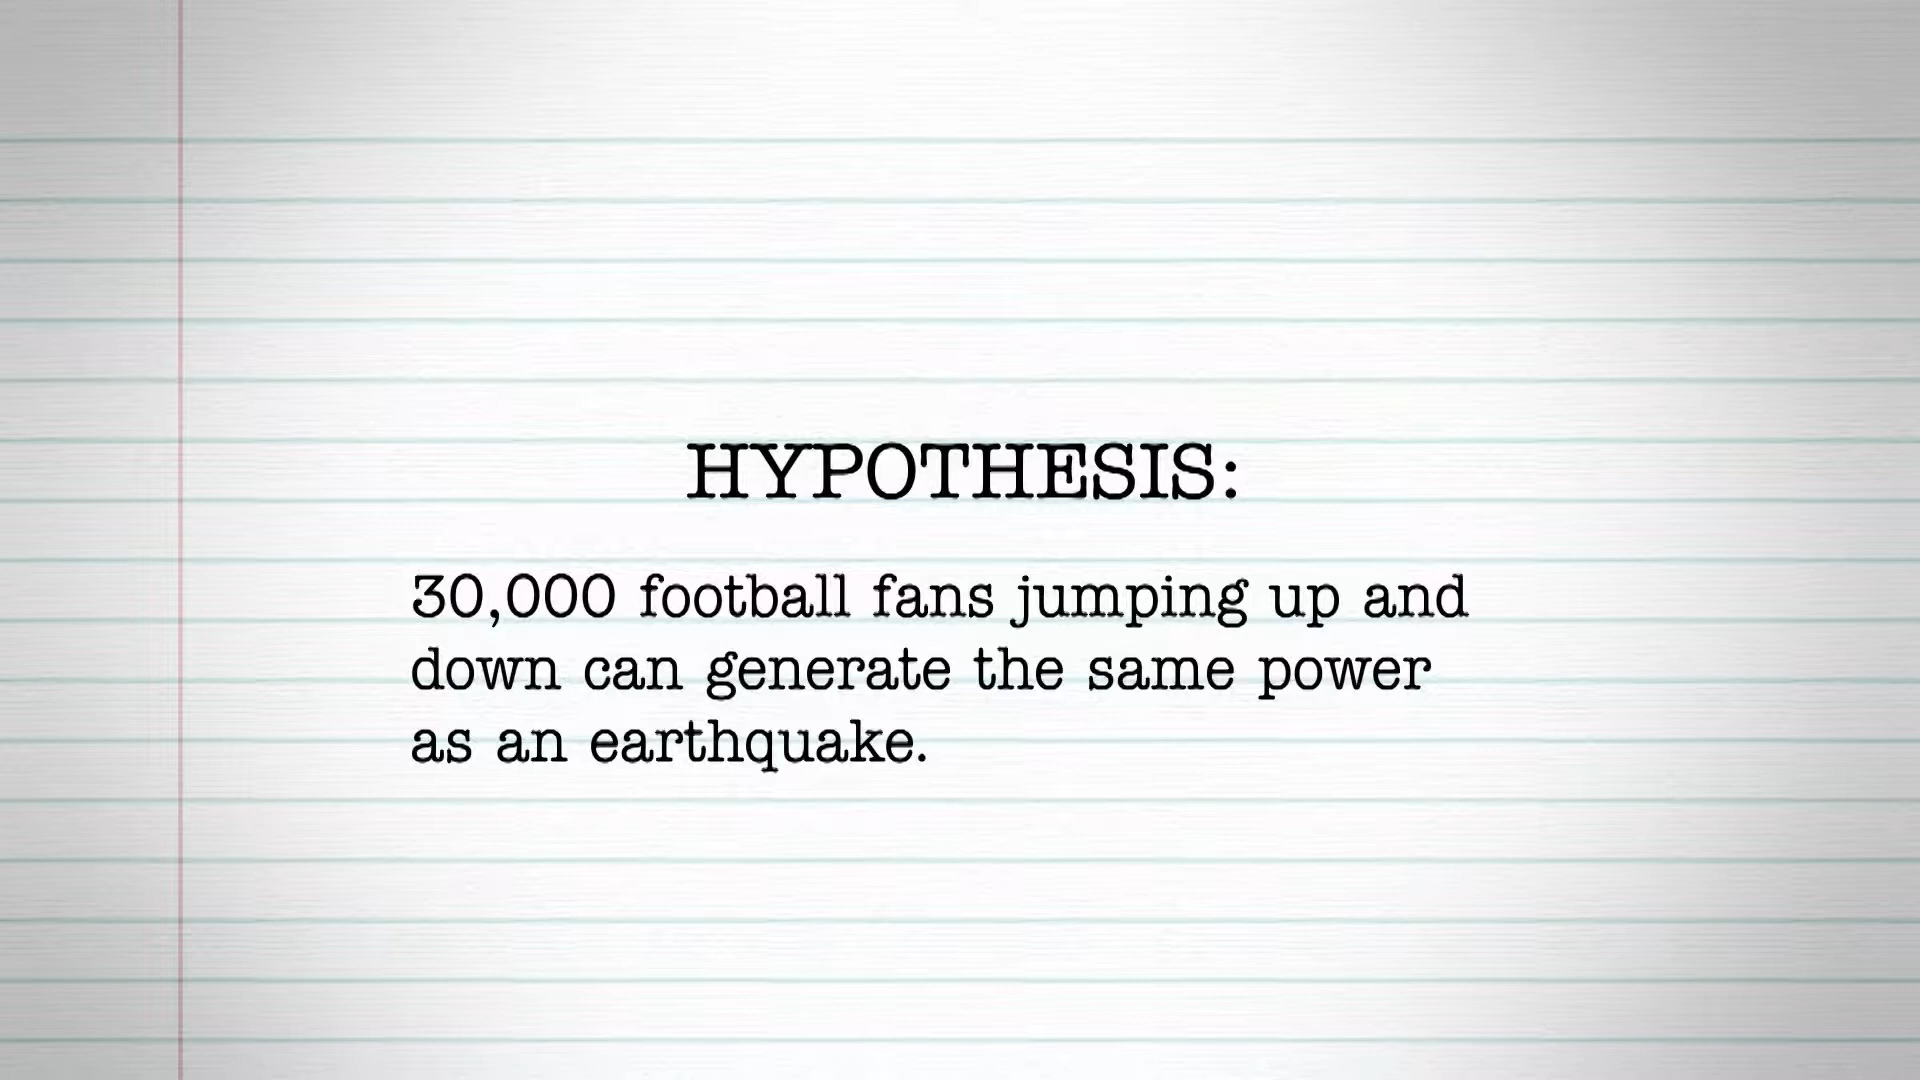 HYPOTHESIS:
30,000 football fans jumping up and
down can generate the same power
as an earthquake.